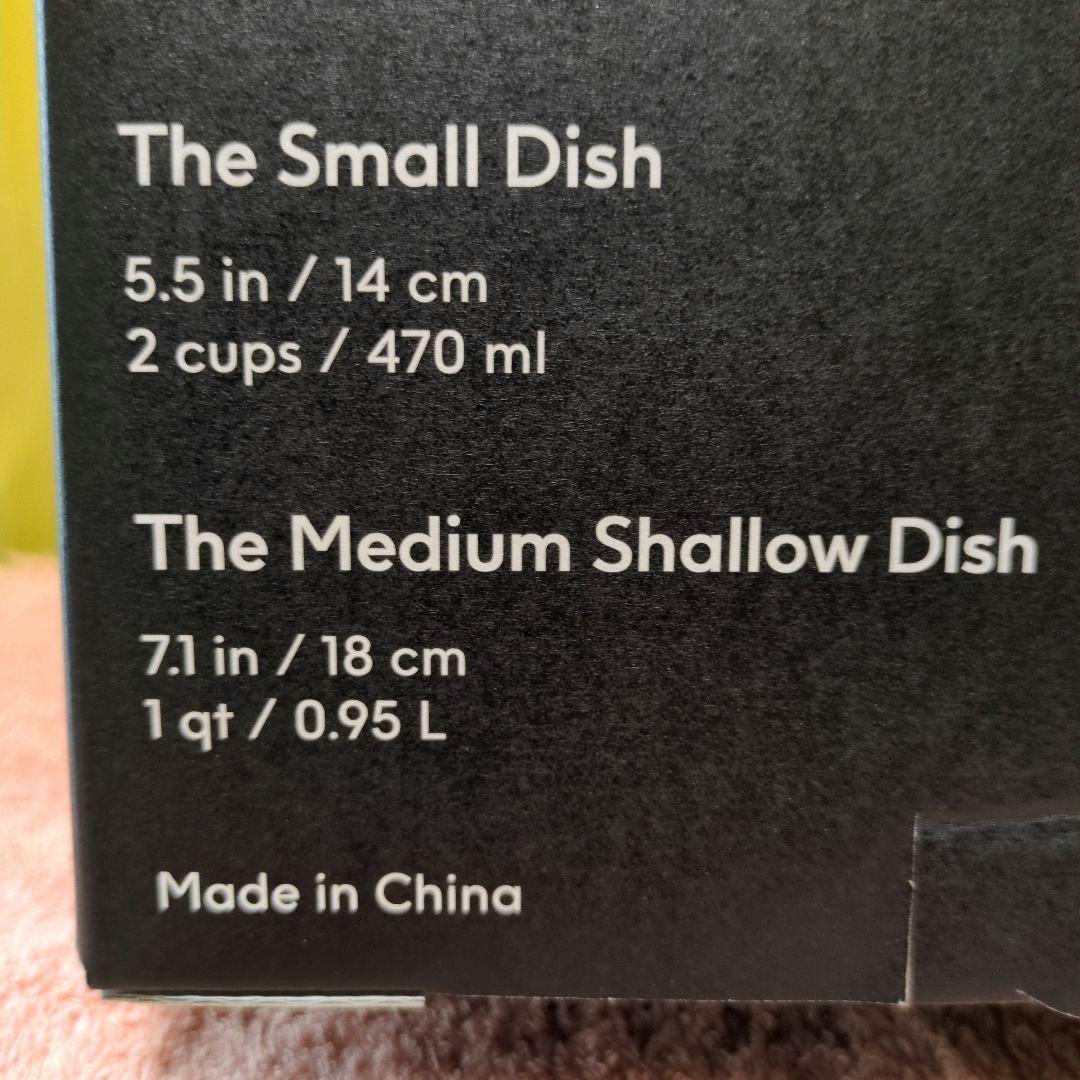 The Small Dish
5.5 in / 14 cm
2 cups / 470 ml
The Medium Shallow Dish
7.1 in / 18 cm
1 qt / 0.95 L
Made in China